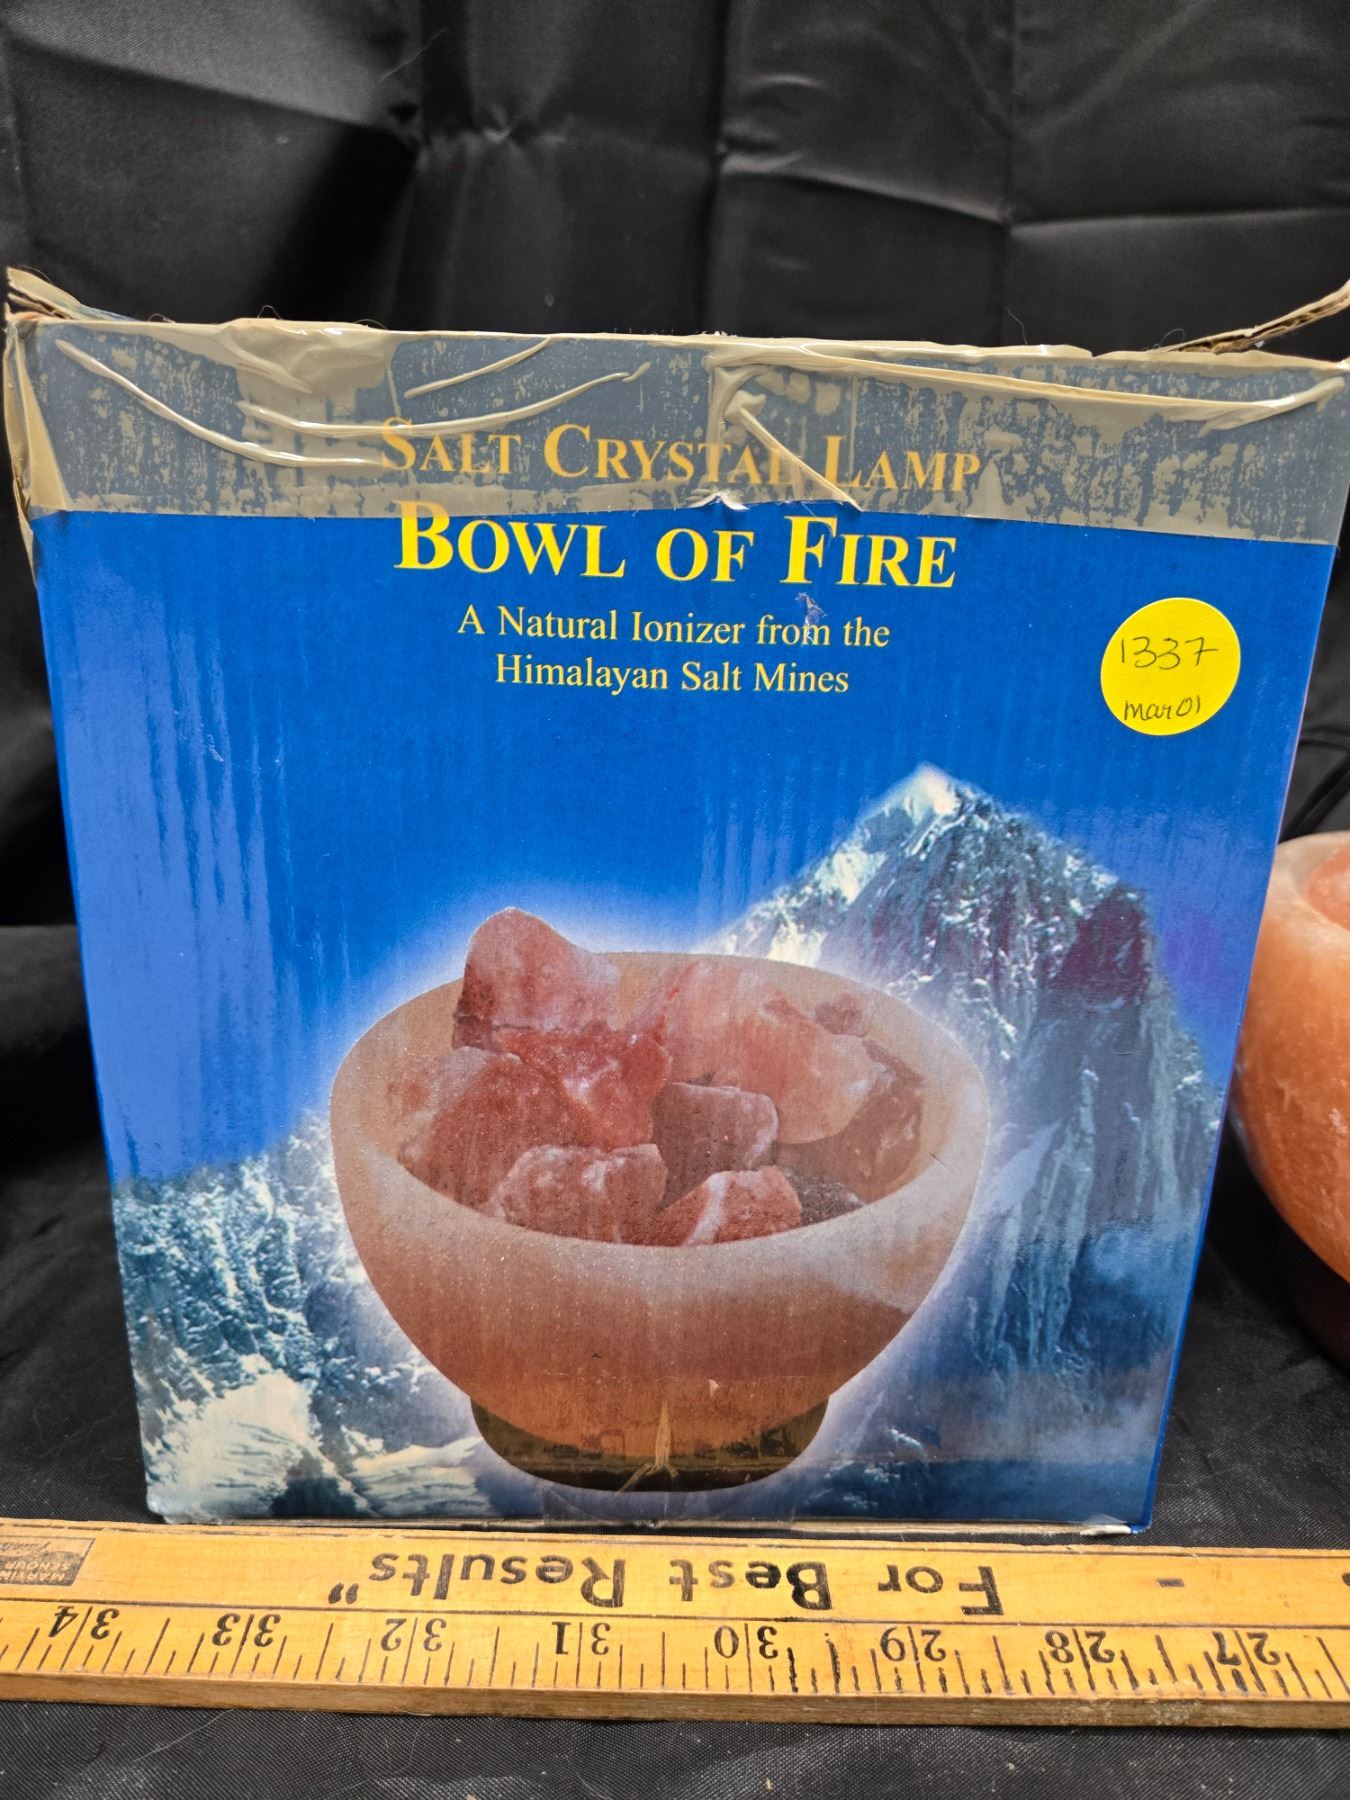 SALT CRYSTAL LAMP
BOWL OF FIRE
A Natural Ionizer from the
Himalayan Salt Mines
1337
mar01
For Best Results"
27 28 29 30 31 32 33 34